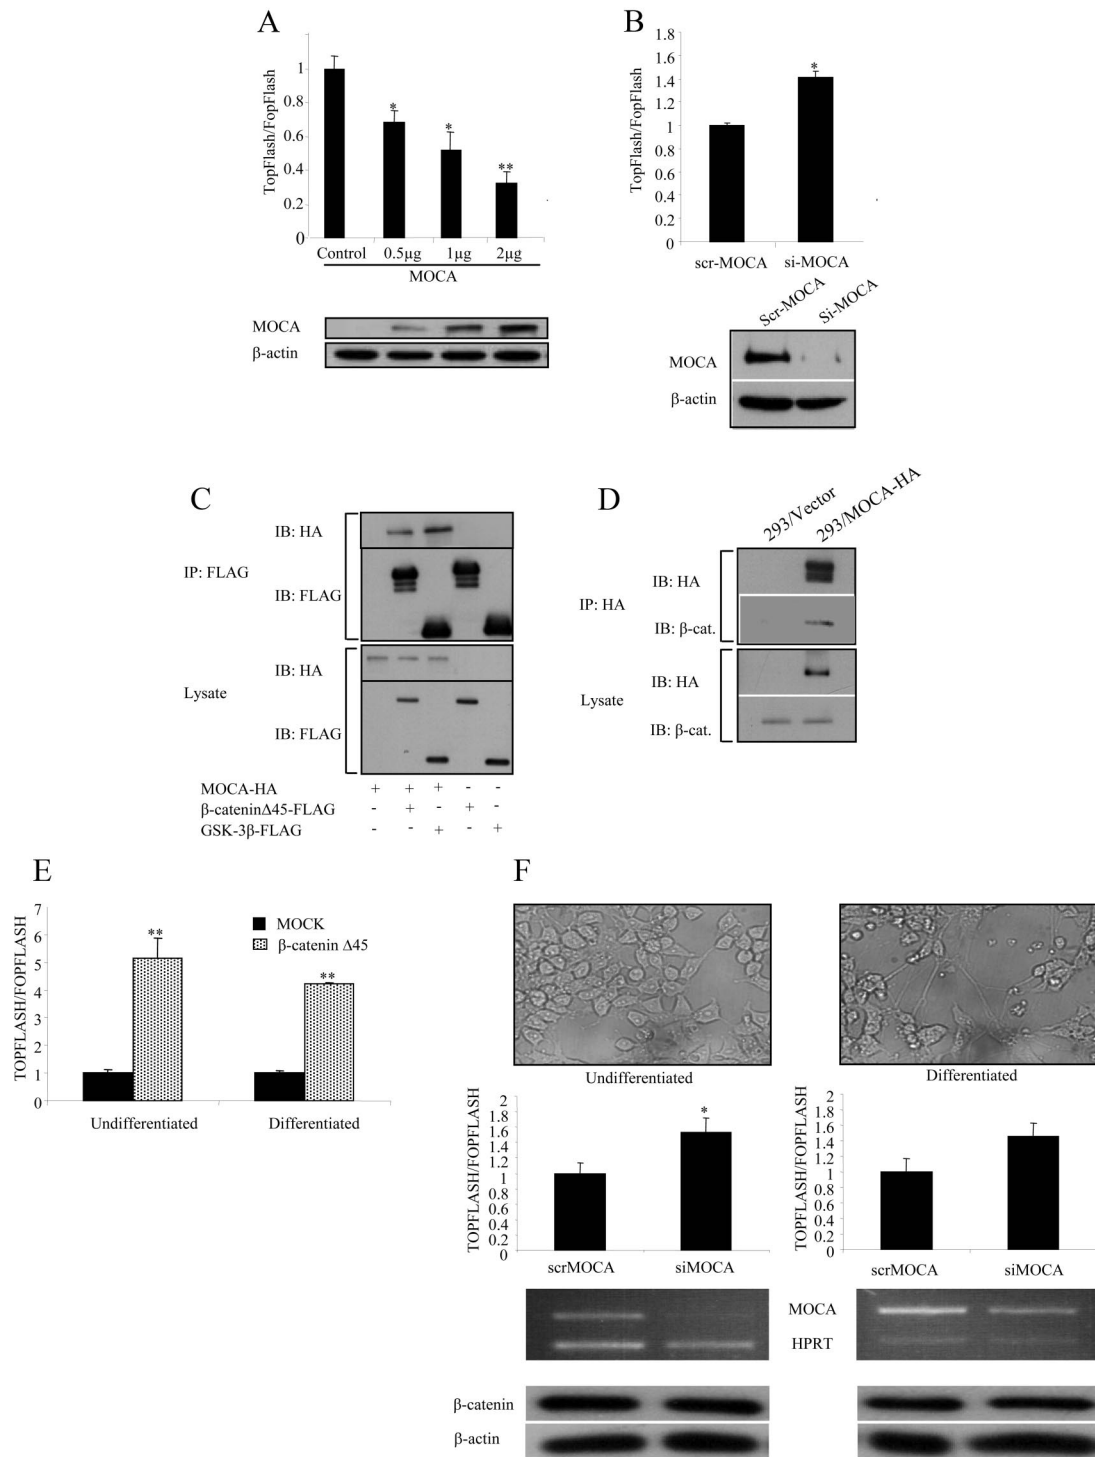 A
TopFlash/FopFlash
1
0.8
0.6
0.4
0.2
0
*
*
**
Control 0.5µg 1µg 2µg
MOCA
MOCA
β-actin
B
TopFlash/FopFlash
1.8
1.6
1.4
1.2
1
0.8
0.6
0.4
0.2
0
*
scr-MOCA si-MOCA
Scr-MOCA Si-MOCA
MOCA
β-actin
C
IP: FLAG
IB: HA
IB: FLAG
Lysate
IB: HA
IB: FLAG
MOCA-HA + + + - -
β-cateninΔ45-FLAG - + - + -
GSK-3β-FLAG - - + - +
D
293/Vector 293/MOCA-HA
IP: HA
IB: HA
IB: β-cat.
Lysate
IB: HA
IB: β-cat.
E
TOPFLASH/FOPFLASH
7
6
5
4
3
2
1
0
**
**
MOCK
β-catenin Δ45
Undifferentiated Differentiated
F
Undifferentiated Differentiated
TOPFLASH/FOPFLASH
2
1.8
1.6
1.4
1.2
1
0.8
0.6
0.4
0.2
0
*
scrMOCA siMOCA
TOPFLASH/FOPFLASH
2
1.8
1.6
1.4
1.2
1
0.8
0.6
0.4
0.2
0
scrMOCA siMOCA
MOCA
HPRT
β-catenin
β-actin